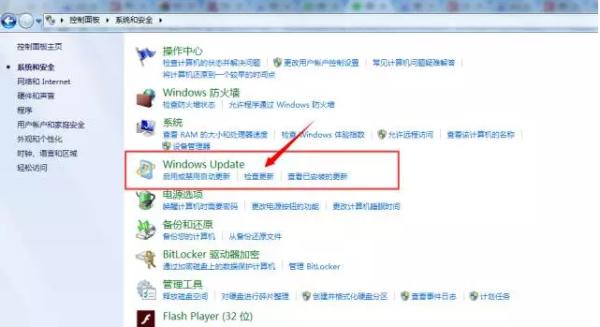 控制面板 ▸ 系统和安全 ▸
控制面板主页
系统和安全
网络和 Internet
硬件和声音
程序
用户帐户和家庭安全
外观和个性化
时钟、语言和区域
轻松访问
操作中心
检查计算机的状态并解决问题 更改用户帐户控制设置 常见计算机问题疑难解答
将计算机还原到一个较早的时间点
Windows 防火墙
检查防火墙状态 允许程序通过 Windows 防火墙
系统
查看 RAM 的大小和处理器速度 检查 Windows 体验指数 允许远程访问 查看该计算机的名称
设备管理器
Windows Update
启用或禁用自动更新 检查更新 查看已安装的更新
电源选项
唤醒计算机时需要密码 更改电源按钮的功能 更改计算机睡眠时间
备份和还原
备份您的计算机 从备份还原文件
BitLocker 驱动器加密
通过加密磁盘上的数据保护计算机 管理 BitLocker
管理工具
释放磁盘空间 对硬盘进行碎片整理 创建并格式化硬盘分区 查看事件日志 计划任务
Flash Player (32 位)